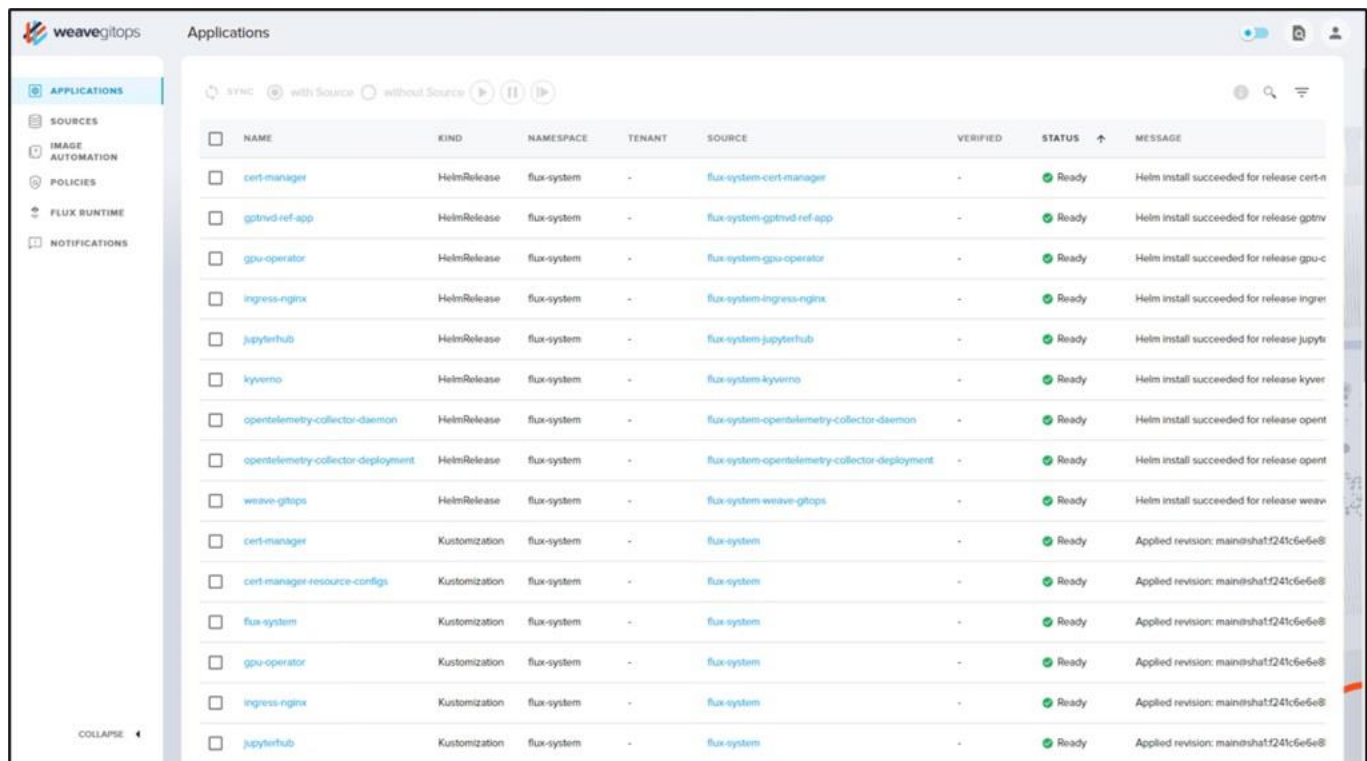 weavegitops
Applications
APPLICATIONS
SOURCES
IMAGE
AUTOMATION
POLICIES
FLUX RUNTIME
NOTIFICATIONS
COLLAPSE
SYNC with Source without Source
NAME KIND NAMESPACE TENANT SOURCE VERIFIED STATUS MESSAGE
cert-manager HelmRelease flux-system - flux-system-cert-manager - Ready Helm install succeeded for release cert-m
gptnvd-ref-app HelmRelease flux-system - flux-system-gptnvd-ref-app - Ready Helm install succeeded for release gptnv
gpu-operator HelmRelease flux-system - flux-system-gpu-operator - Ready Helm install succeeded for release gpu-c
ingress-nginx HelmRelease flux-system - flux-system-ingress-nginx - Ready Helm install succeeded for release ingres
jupyterhub HelmRelease flux-system - flux-system-jupyterhub - Ready Helm install succeeded for release jupyte
kyverno HelmRelease flux-system - flux-system-kyverno - Ready Helm install succeeded for release kyver
opentelemetry-collector-daemon HelmRelease flux-system - flux-system-opentelemetry-collector-daemon - Ready Helm install succeeded for release opent
opentelemetry-collector-deployment HelmRelease flux-system - flux-system-opentelemetry-collector-deployment - Ready Helm install succeeded for release opent
weave-gitops HelmRelease flux-system - flux-system-weave-gitops - Ready Helm install succeeded for release weave
cert-manager Kustomization flux-system - flux-system - Ready Applied revision: main@sha1:f241c6e6e8
cert-manager-resource-configs Kustomization flux-system - flux-system - Ready Applied revision: main@sha1:f241c6e6e8
flux-system Kustomization flux-system - flux-system - Ready Applied revision: main@sha1:f241c6e6e8
gpu-operator Kustomization flux-system - flux-system - Ready Applied revision: main@sha1:f241c6e6e8
ingress-nginx Kustomization flux-system - flux-system - Ready Applied revision: main@sha1:f241c6e6e8
jupyterhub Kustomization flux-system - flux-system - Ready Applied revision: main@sha1:f241c6e6e8